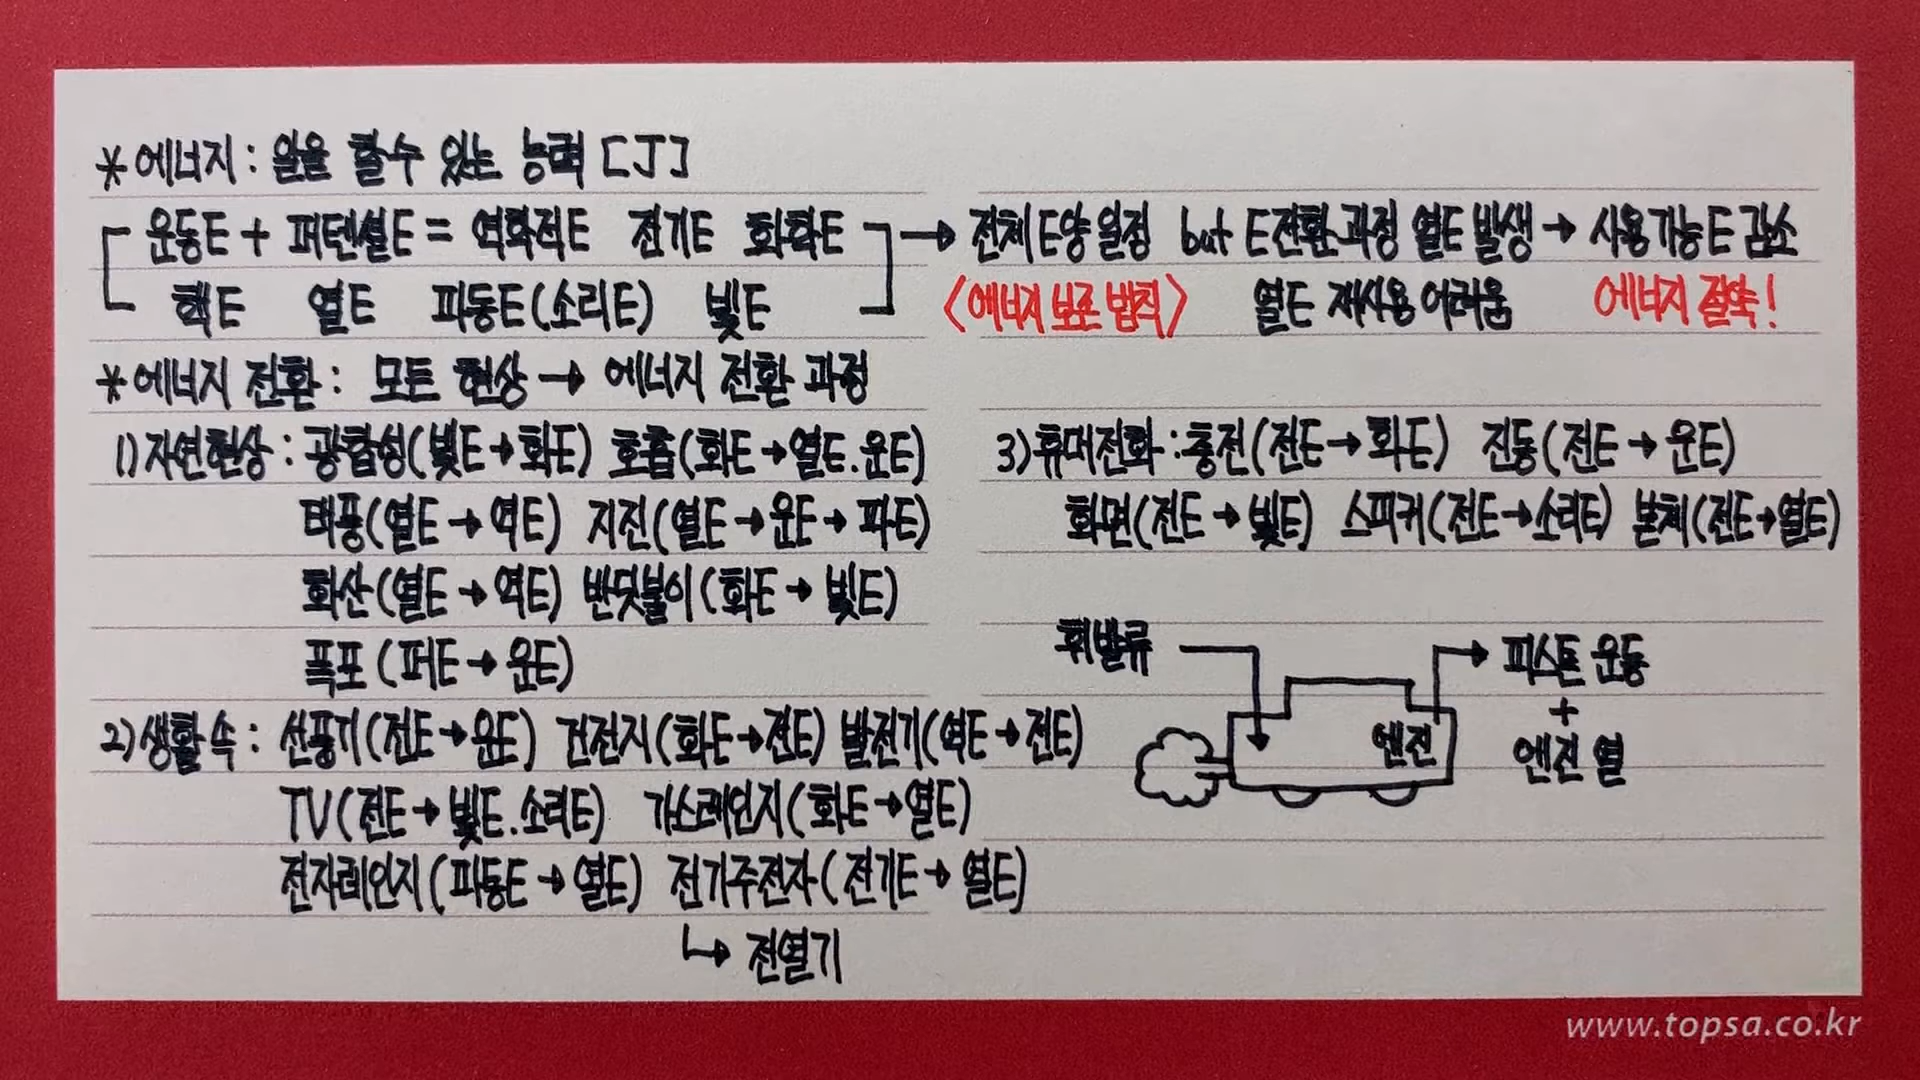 * 에너지 : 일을 할 수 있는 능력 [J]
운동E + 퍼텐셜E = 역학적E 전기E 화학E → 전체 E양 일정 but E전환 과정 열E 발생 → 사용가능E 감소
핵E 열E 파동E(소리E) 빛E <에너지 보존 법칙> 열E 재사용 어려움 에너지 절약!
* 에너지 전환 : 모든 현상 → 에너지 전환 과정
1) 자연현상 : 광합성(빛E → 화E) 호흡(화E → 열E.운E)
태풍(열E → 역E) 지진(열E → 운E → 파E)
화산(열E → 역E) 반딧불이(화E → 빛E)
폭포(퍼E → 운E)
2) 생활 속 : 선풍기(전E → 운E) 건전지(화E → 전E) 발전기(역E → 전E)
TV(전E → 빛E.소리E) 가스레인지(화E → 열E)
전자레인지(파동E → 열E) 전기주전자(전기E → 열E)
↳ 전열기
3) 휴대전화 : 충전(전E → 화E) 진동(전E → 운E)
화면(전E → 빛E) 스피커(전E → 소리E) 본체(전E → 열E)
휘발류
엔진
피스톤 운동
+
엔진 열
www.topsa.co.kr